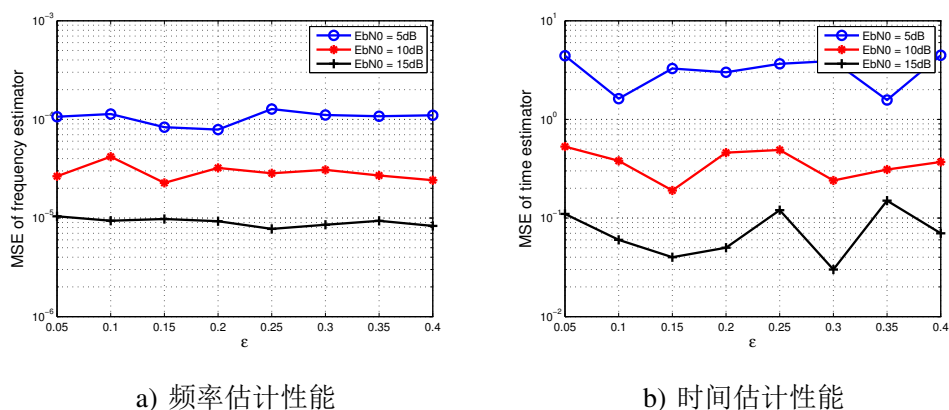 10⁻³
10⁻⁴
10⁻⁵
10⁻⁶
MSE of frequency estimator
EbN0 = 5dB
EbN0 = 10dB
EbN0 = 15dB
0.05 0.1 0.15 0.2 0.25 0.3 0.35 0.4
ε
a) 频率估计性能
10¹
10⁰
10⁻¹
10⁻²
MSE of time estimator
EbN0 = 5dB
EbN0 = 10dB
EbN0 = 15dB
0.05 0.1 0.15 0.2 0.25 0.3 0.35 0.4
ε
b) 时间估计性能